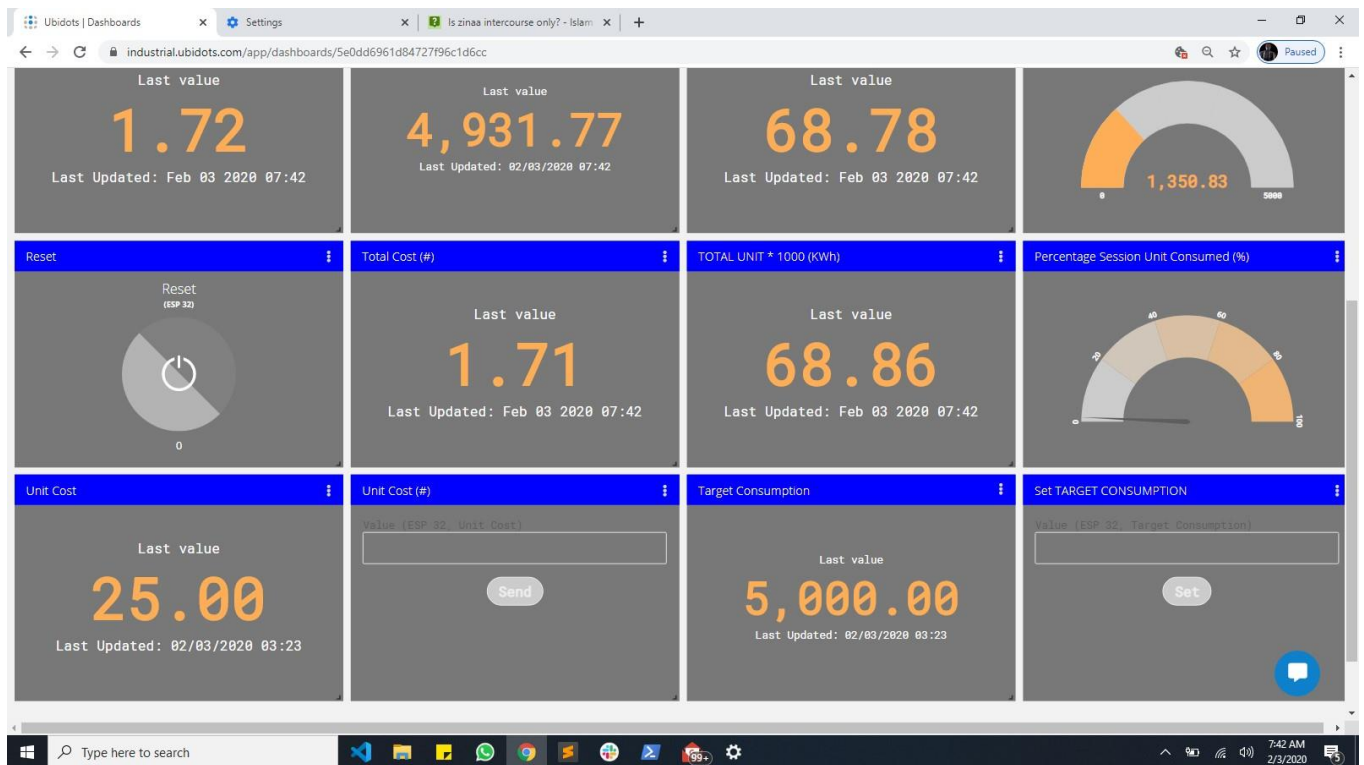 Ubidots | Dashboards
Settings
Is zinaa intercourse only? - Islam
industrial.ubidots.com/app/dashboards/5e0dd6961d84727f96c1d6cc
Paused
Last value
1.72
Last Updated: Feb 03 2020 07:42
Last value
4,931.77
Last Updated: 02/03/2020 07:42
Last value
68.78
Last Updated: Feb 03 2020 07:42
1,350.83
0
5000
Reset
Reset
(ESP 32)
0
Total Cost (#)
Last value
1.71
Last Updated: Feb 03 2020 07:42
TOTAL UNIT * 1000 (KWh)
Last value
68.86
Last Updated: Feb 03 2020 07:42
Percentage Session Unit Consumed (%)
0
20
40
60
80
100
Unit Cost
Last value
25.00
Last Updated: 02/03/2020 03:23
Unit Cost (#)
Value (ESP 32, Unit Cost)
Send
Target Consumption
Last value
5,000.00
Last Updated: 02/03/2020 03:23
Set TARGET CONSUMPTION
Value (ESP 32, Target Consumption)
Set
Type here to search
99+
7:42 AM
2/3/2020
5